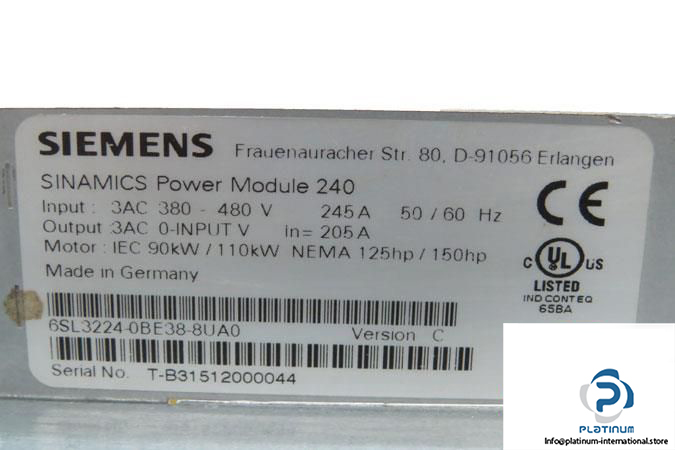 SIEMENS Frauenauracher Str. 80, D-91056 Erlangen
SINAMICS Power Module 240
Input : 3AC 380 - 480 V 245A 50 / 60 Hz
Output :3AC 0-INPUT V in= 205A
Motor : IEC 90kW / 110kW NEMA 125hp / 150hp
Made in Germany
CE
C UL US
LISTED
IND CONT EQ
65BA
6SL3224-0BE38-8UA0 Version C
Serial No. T-B31512000044
PLATINUM
Info@platinum-international.store